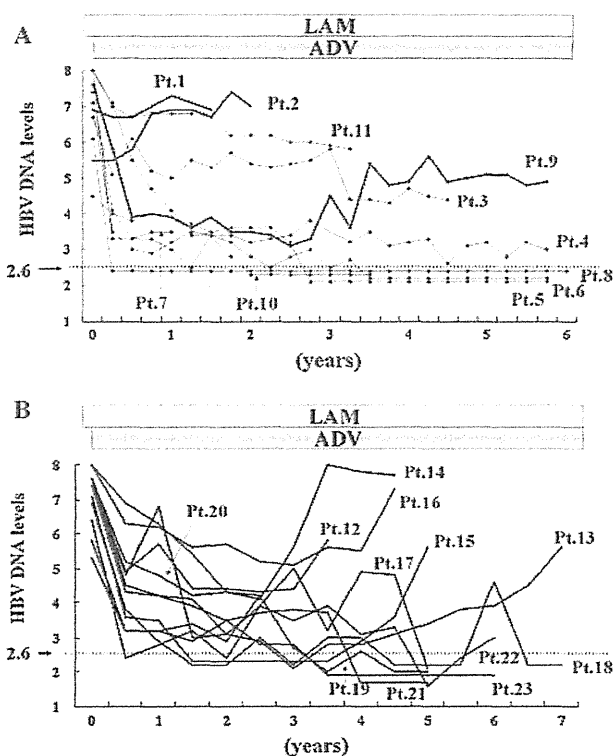 A
LAM
ADV
HBV DNA levels
8
7
6
5
4
3
2.6
2
1
Pt.1
Pt.2
Pt.11
Pt.9
Pt.3
Pt.4
Pt.8
Pt.6
Pt.5
Pt.7
Pt.10
0 1 2 3 4 5 6
(years)
B
LAM
ADV
HBV DNA levels
8
7
6
5
4
3
2.6
2
1
Pt.14
Pt.16
Pt.20
Pt.12
Pt.13
Pt.17
Pt.15
Pt.22
Pt.18
Pt.19
Pt.21
Pt.23
0 1 2 3 4 5 6 7
(years)